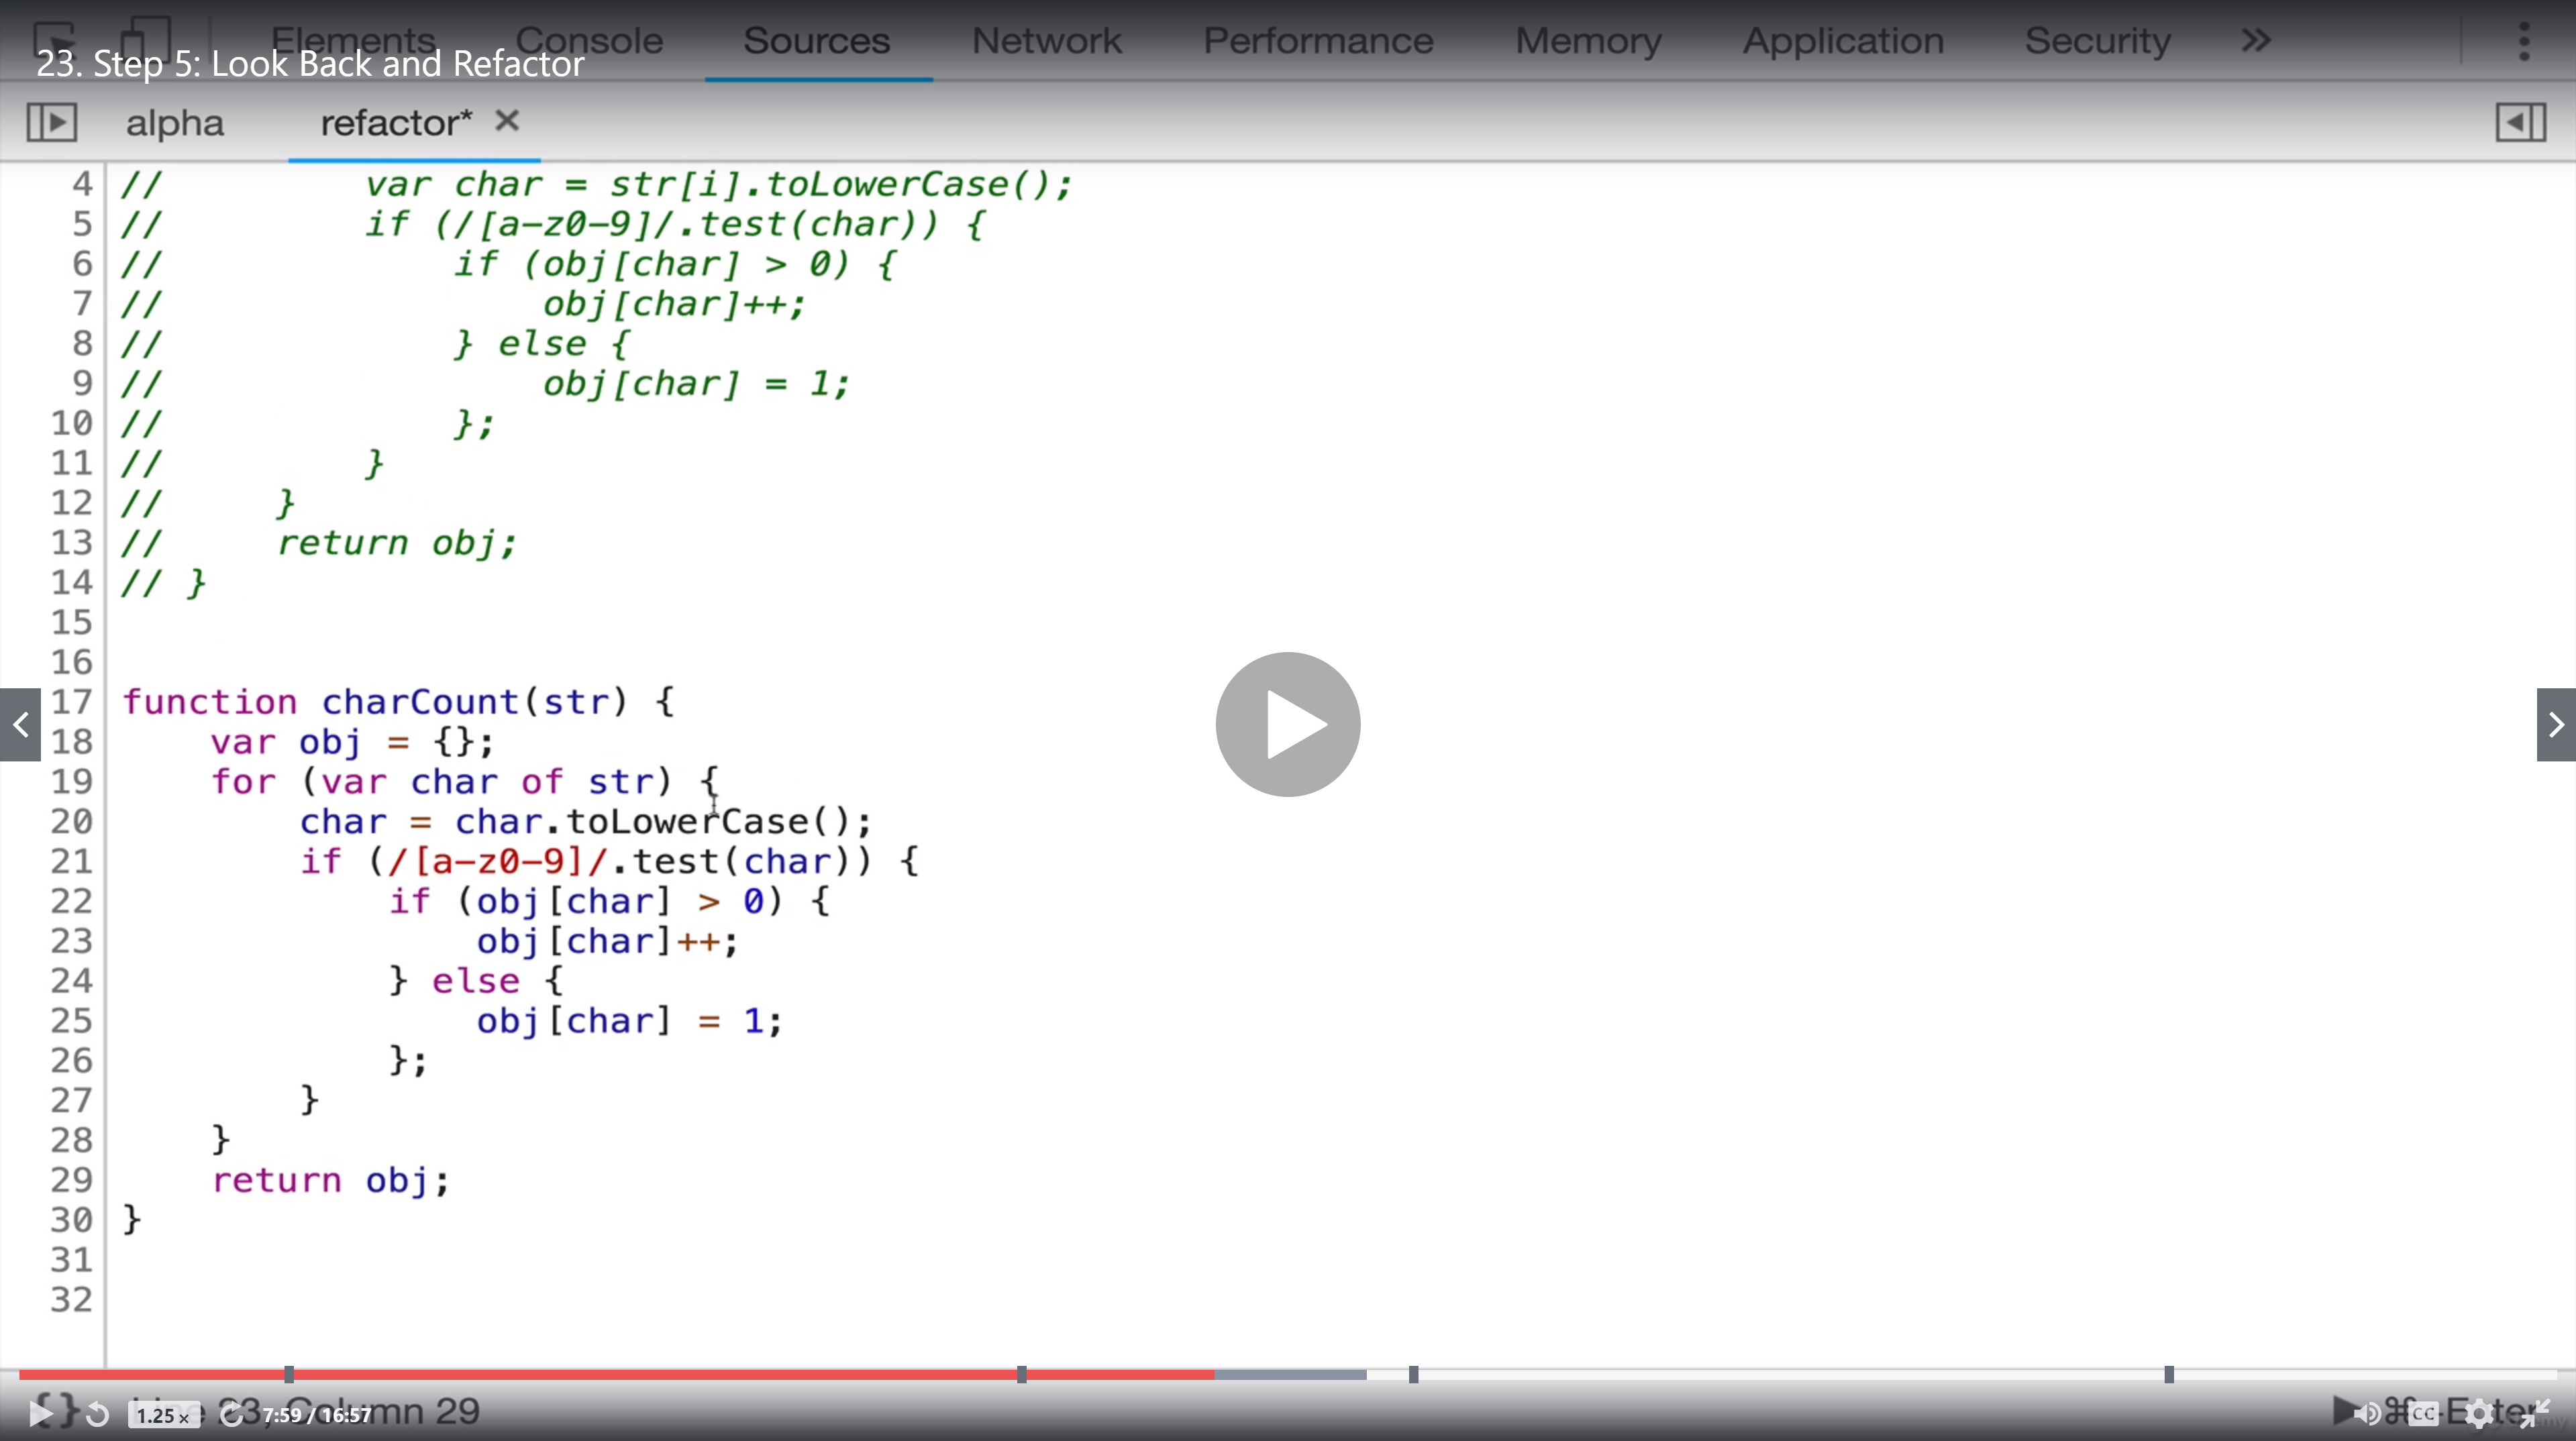 Elements Console Sources Network Performance Memory Application Security »
23. Step 5: Look Back and Refactor
alpha refactor* ×
4 //         var char = str[i].toLowerCase();
5 //         if (/[a-z0-9]/.test(char)) {
6 //             if (obj[char] > 0) {
7 //                 obj[char]++;
8 //             } else {
9 //                 obj[char] = 1;
10 //             };
11 //         }
12 //     }
13 //     return obj;
14 // }
15
16
17 function charCount(str) {
18     var obj = {};
19     for (var char of str) {
20         char = char.toLowerCase();
21         if (/[a-z0-9]/.test(char)) {
22             if (obj[char] > 0) {
23                 obj[char]++;
24             } else {
25                 obj[char] = 1;
26             };
27         }
28     }
29     return obj;
30 }
31
32
{} Line 23, Column 29 ⌘+Enter
1.25x 7:59 / 16:57 CC